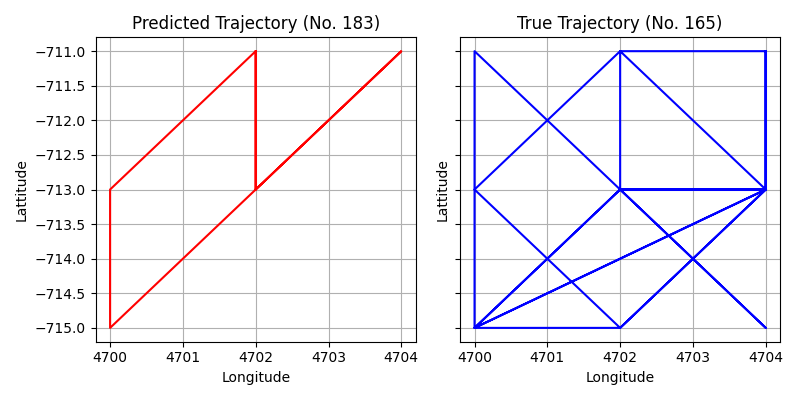 Predicted Trajectory (No. 183)
True Trajectory (No. 165)
−711.0
−711.5
−712.0
−712.5
−713.0
−713.5
−714.0
−714.5
−715.0
Lattitude
Lattitude
4700 4701 4702 4703 4704
4700 4701 4702 4703 4704
Longitude
Longitude